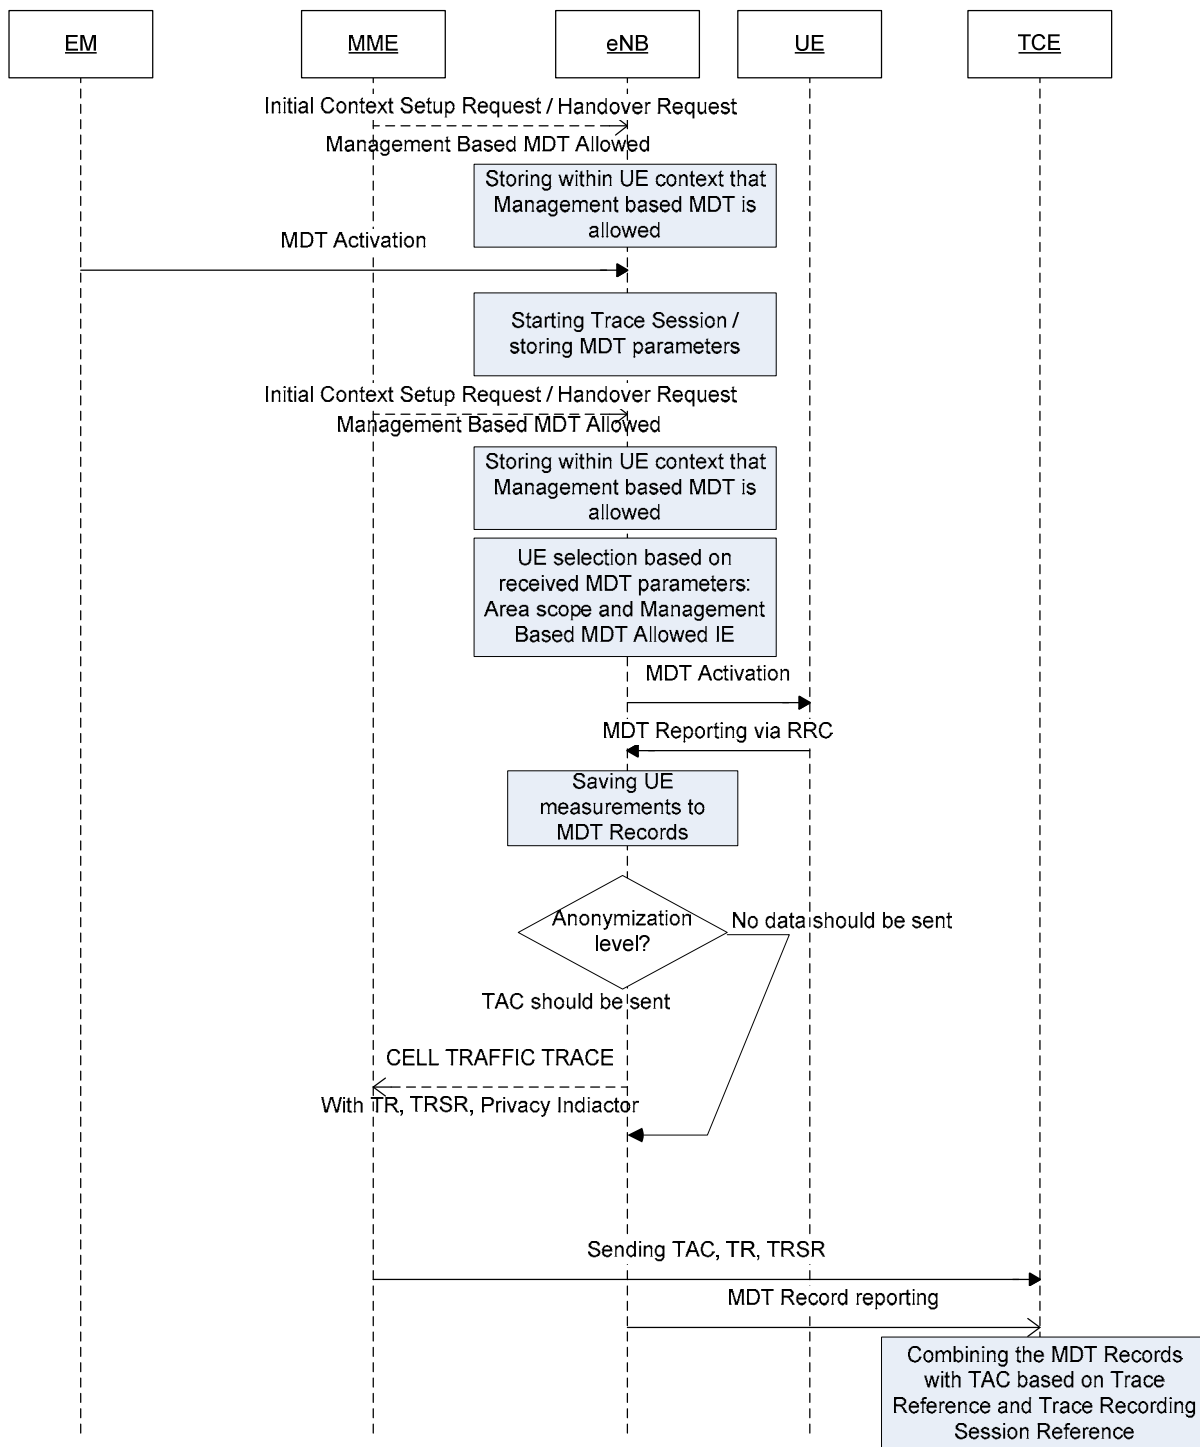 EM
MME
eNB
UE
TCE
Initial Context Setup Request / Handover Request
Management Based MDT Allowed
Storing within UE context that
Management based MDT is
allowed
MDT Activation
Starting Trace Session /
storing MDT parameters
Initial Context Setup Request / Handover Request
Management Based MDT Allowed
Storing within UE context that
Management based MDT is
allowed
UE selection based on
received MDT parameters:
Area scope and Management
Based MDT Allowed IE
MDT Activation
MDT Reporting via RRC
Saving UE
measurements to
MDT Records
Anonymization
level?
No data should be sent
TAC should be sent
CELL TRAFFIC TRACE
With TR, TRSR, Privacy Indiactor
Sending TAC, TR, TRSR
MDT Record reporting
Combining the MDT Records
with TAC based on Trace
Reference and Trace Recording
Session Reference